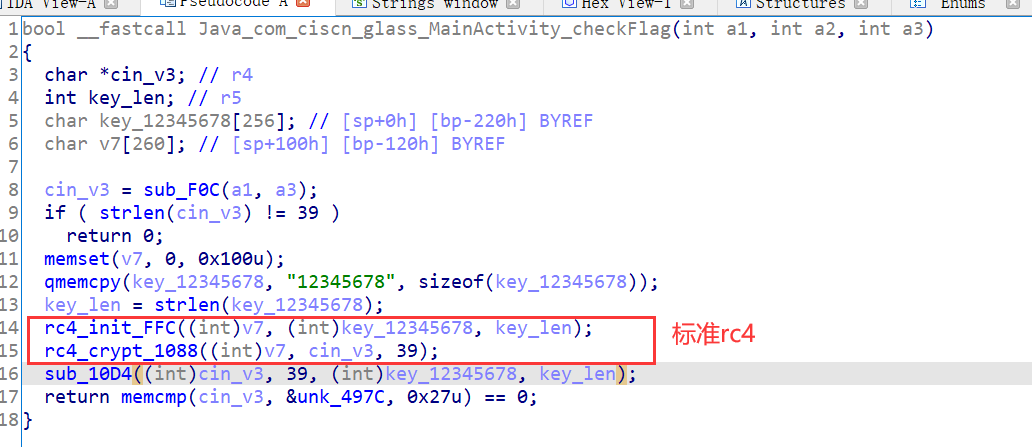 IDA View-A Pseudocode A Strings window Hex View-1 Structures Enums
1 bool __fastcall Java_com_ciscn_glass_MainActivity_checkFlag(int a1, int a2, int a3)
2 {
3 char *cin_v3; // r4
4 int key_len; // r5
5 char key_12345678[256]; // [sp+0h] [bp-220h] BYREF
6 char v7[260]; // [sp+100h] [bp-120h] BYREF
7
8 cin_v3 = sub_F0C(a1, a3);
9 if ( strlen(cin_v3) != 39 )
10 return 0;
11 memset(v7, 0, 0x100u);
12 qmemcpy(key_12345678, "12345678", sizeof(key_12345678));
13 key_len = strlen(key_12345678);
14 rc4_init_FFC((int)v7, (int)key_12345678, key_len);
15 rc4_crypt_1088((int)v7, cin_v3, 39);
标准rc4
16 sub_10D4((int)cin_v3, 39, (int)key_12345678, key_len);
17 return memcmp(cin_v3, &unk_497C, 0x27u) == 0;
18 }